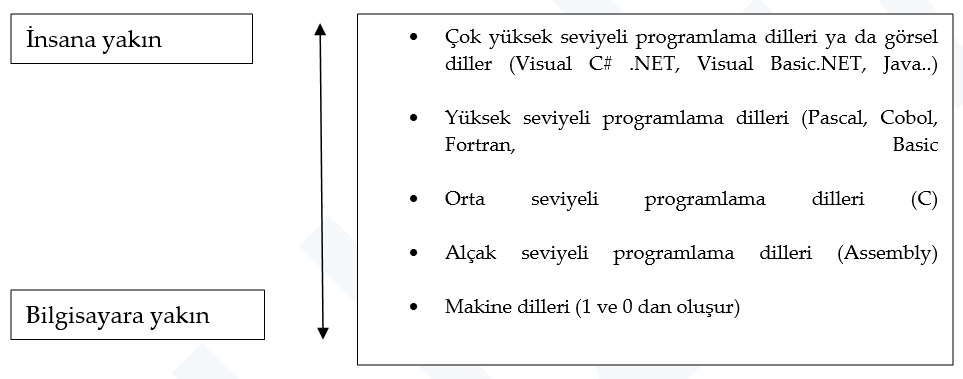 İnsana yakın
Bilgisayara yakın
• Çok yüksek seviyeli programlama dilleri ya da görsel
diller (Visual C# .NET, Visual Basic.NET, Java..)
• Yüksek seviyeli programlama dilleri (Pascal, Cobol,
Fortran, Basic
• Orta seviyeli programlama dilleri (C)
• Alçak seviyeli programlama dilleri (Assembly)
• Makine dilleri (1 ve 0 dan oluşur)